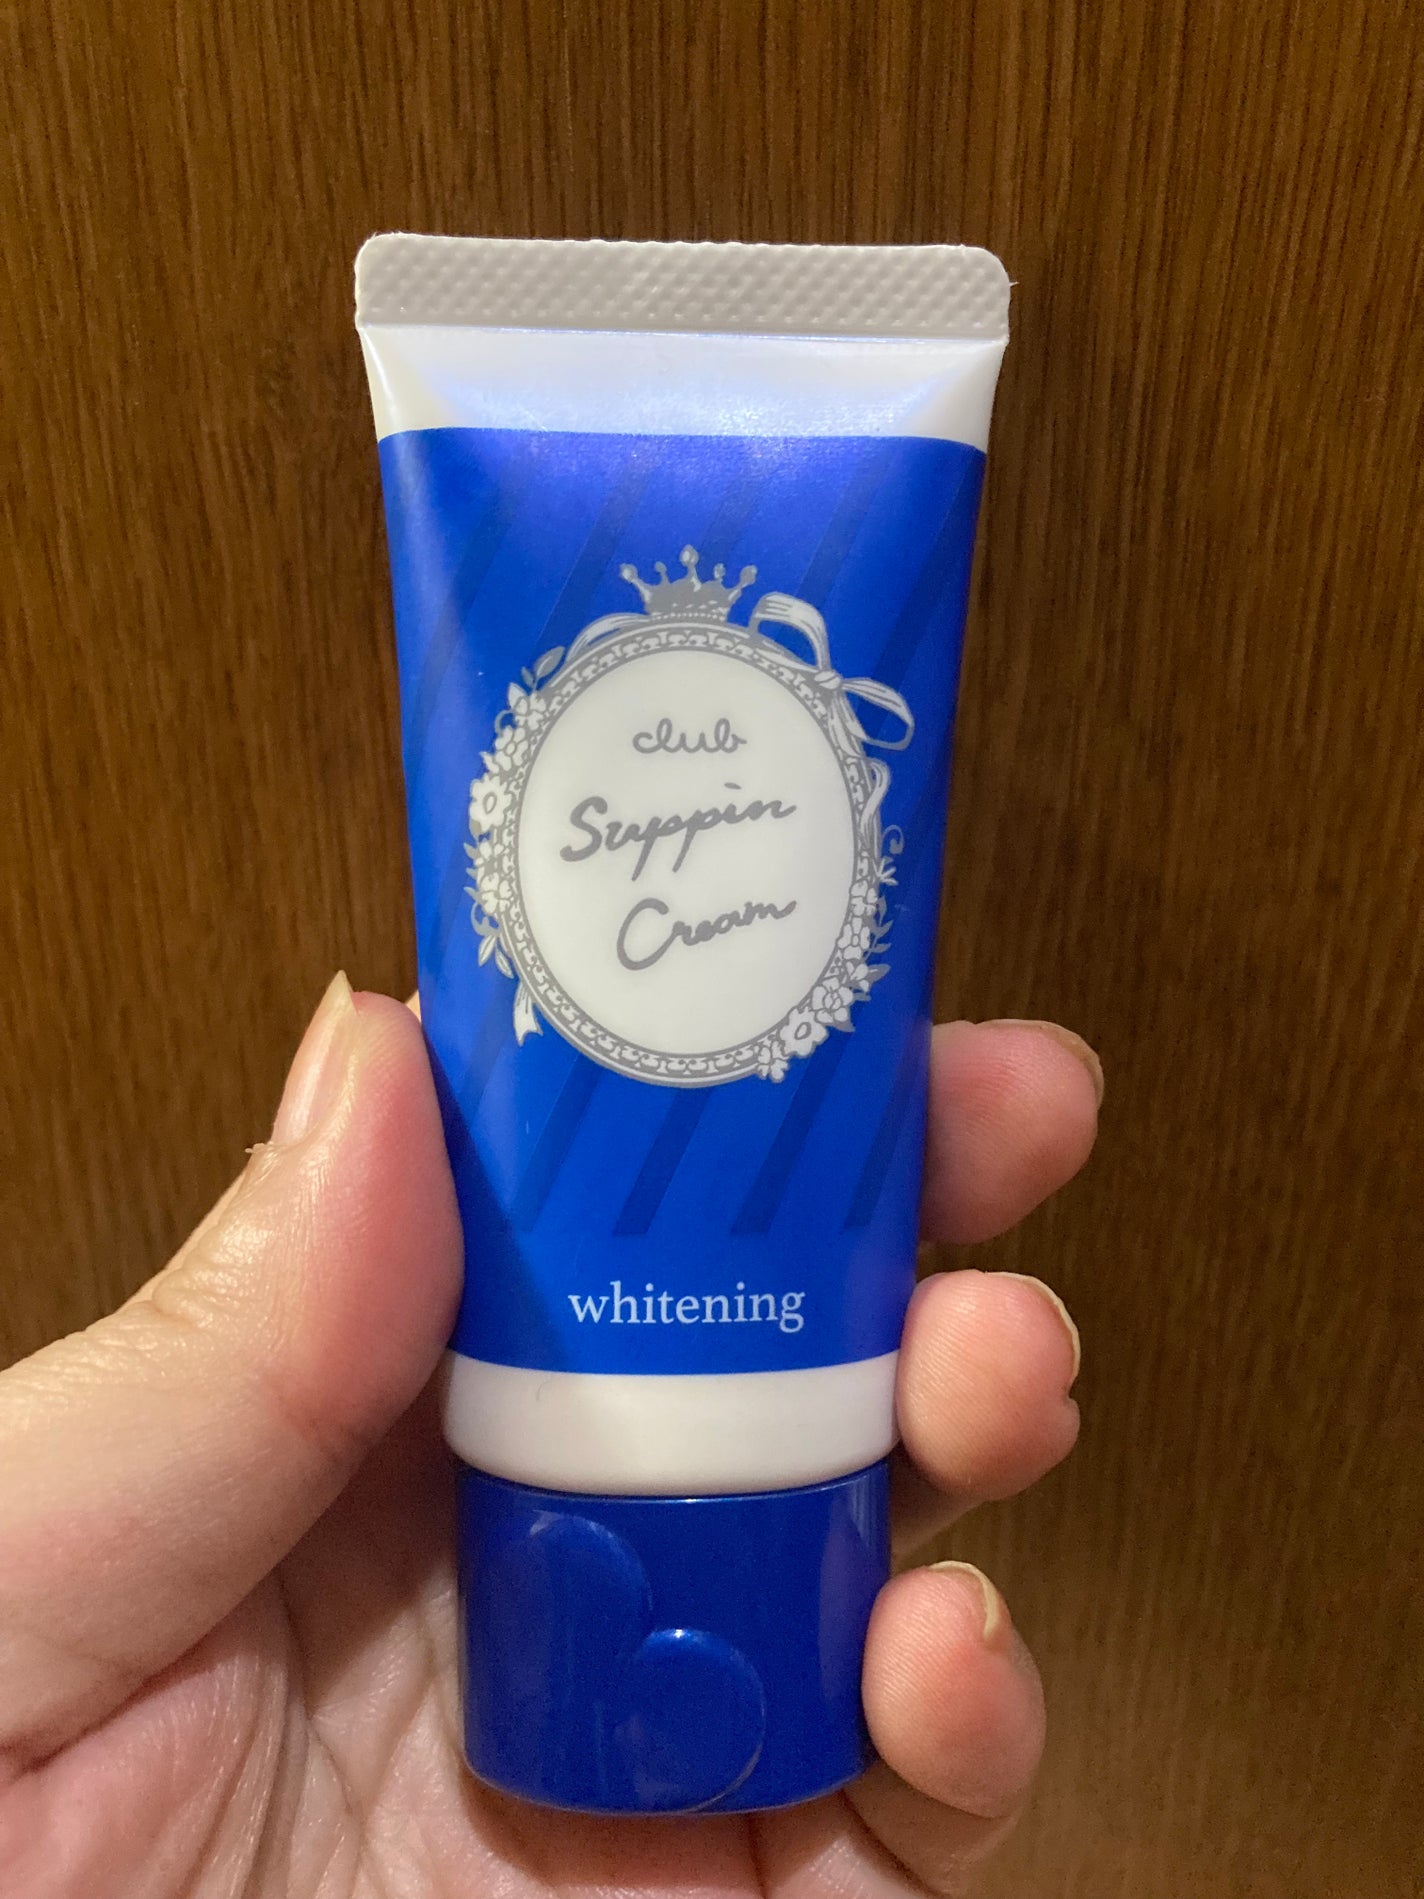 club
Suppin
Cream
whitening